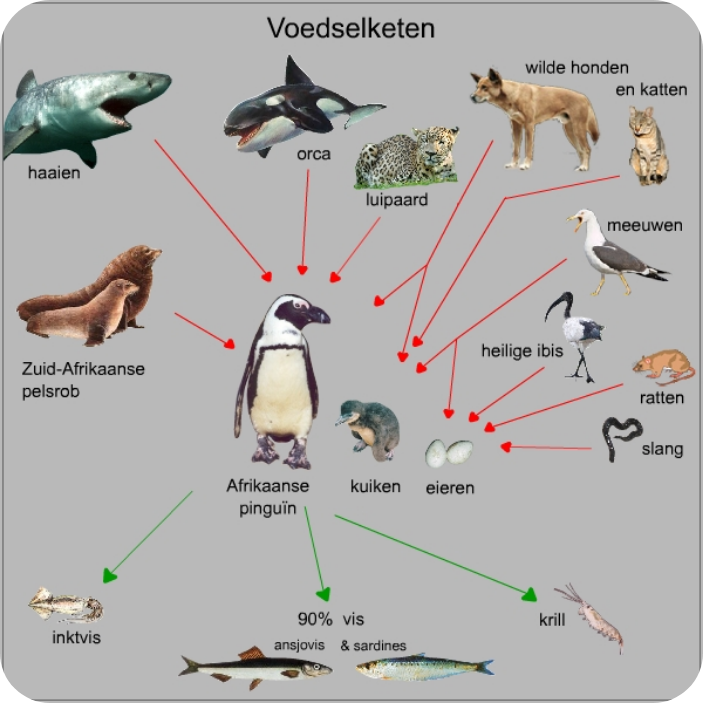 Voedselketen
haaien
orca
luipaard
wilde honden
en katten
meeuwen
Zuid-Afrikaanse
pelsrob
heilige ibis
ratten
slang
Afrikaanse
pinguïn
kuiken
eieren
inktvis
90% vis
ansjovis & sardines
krill